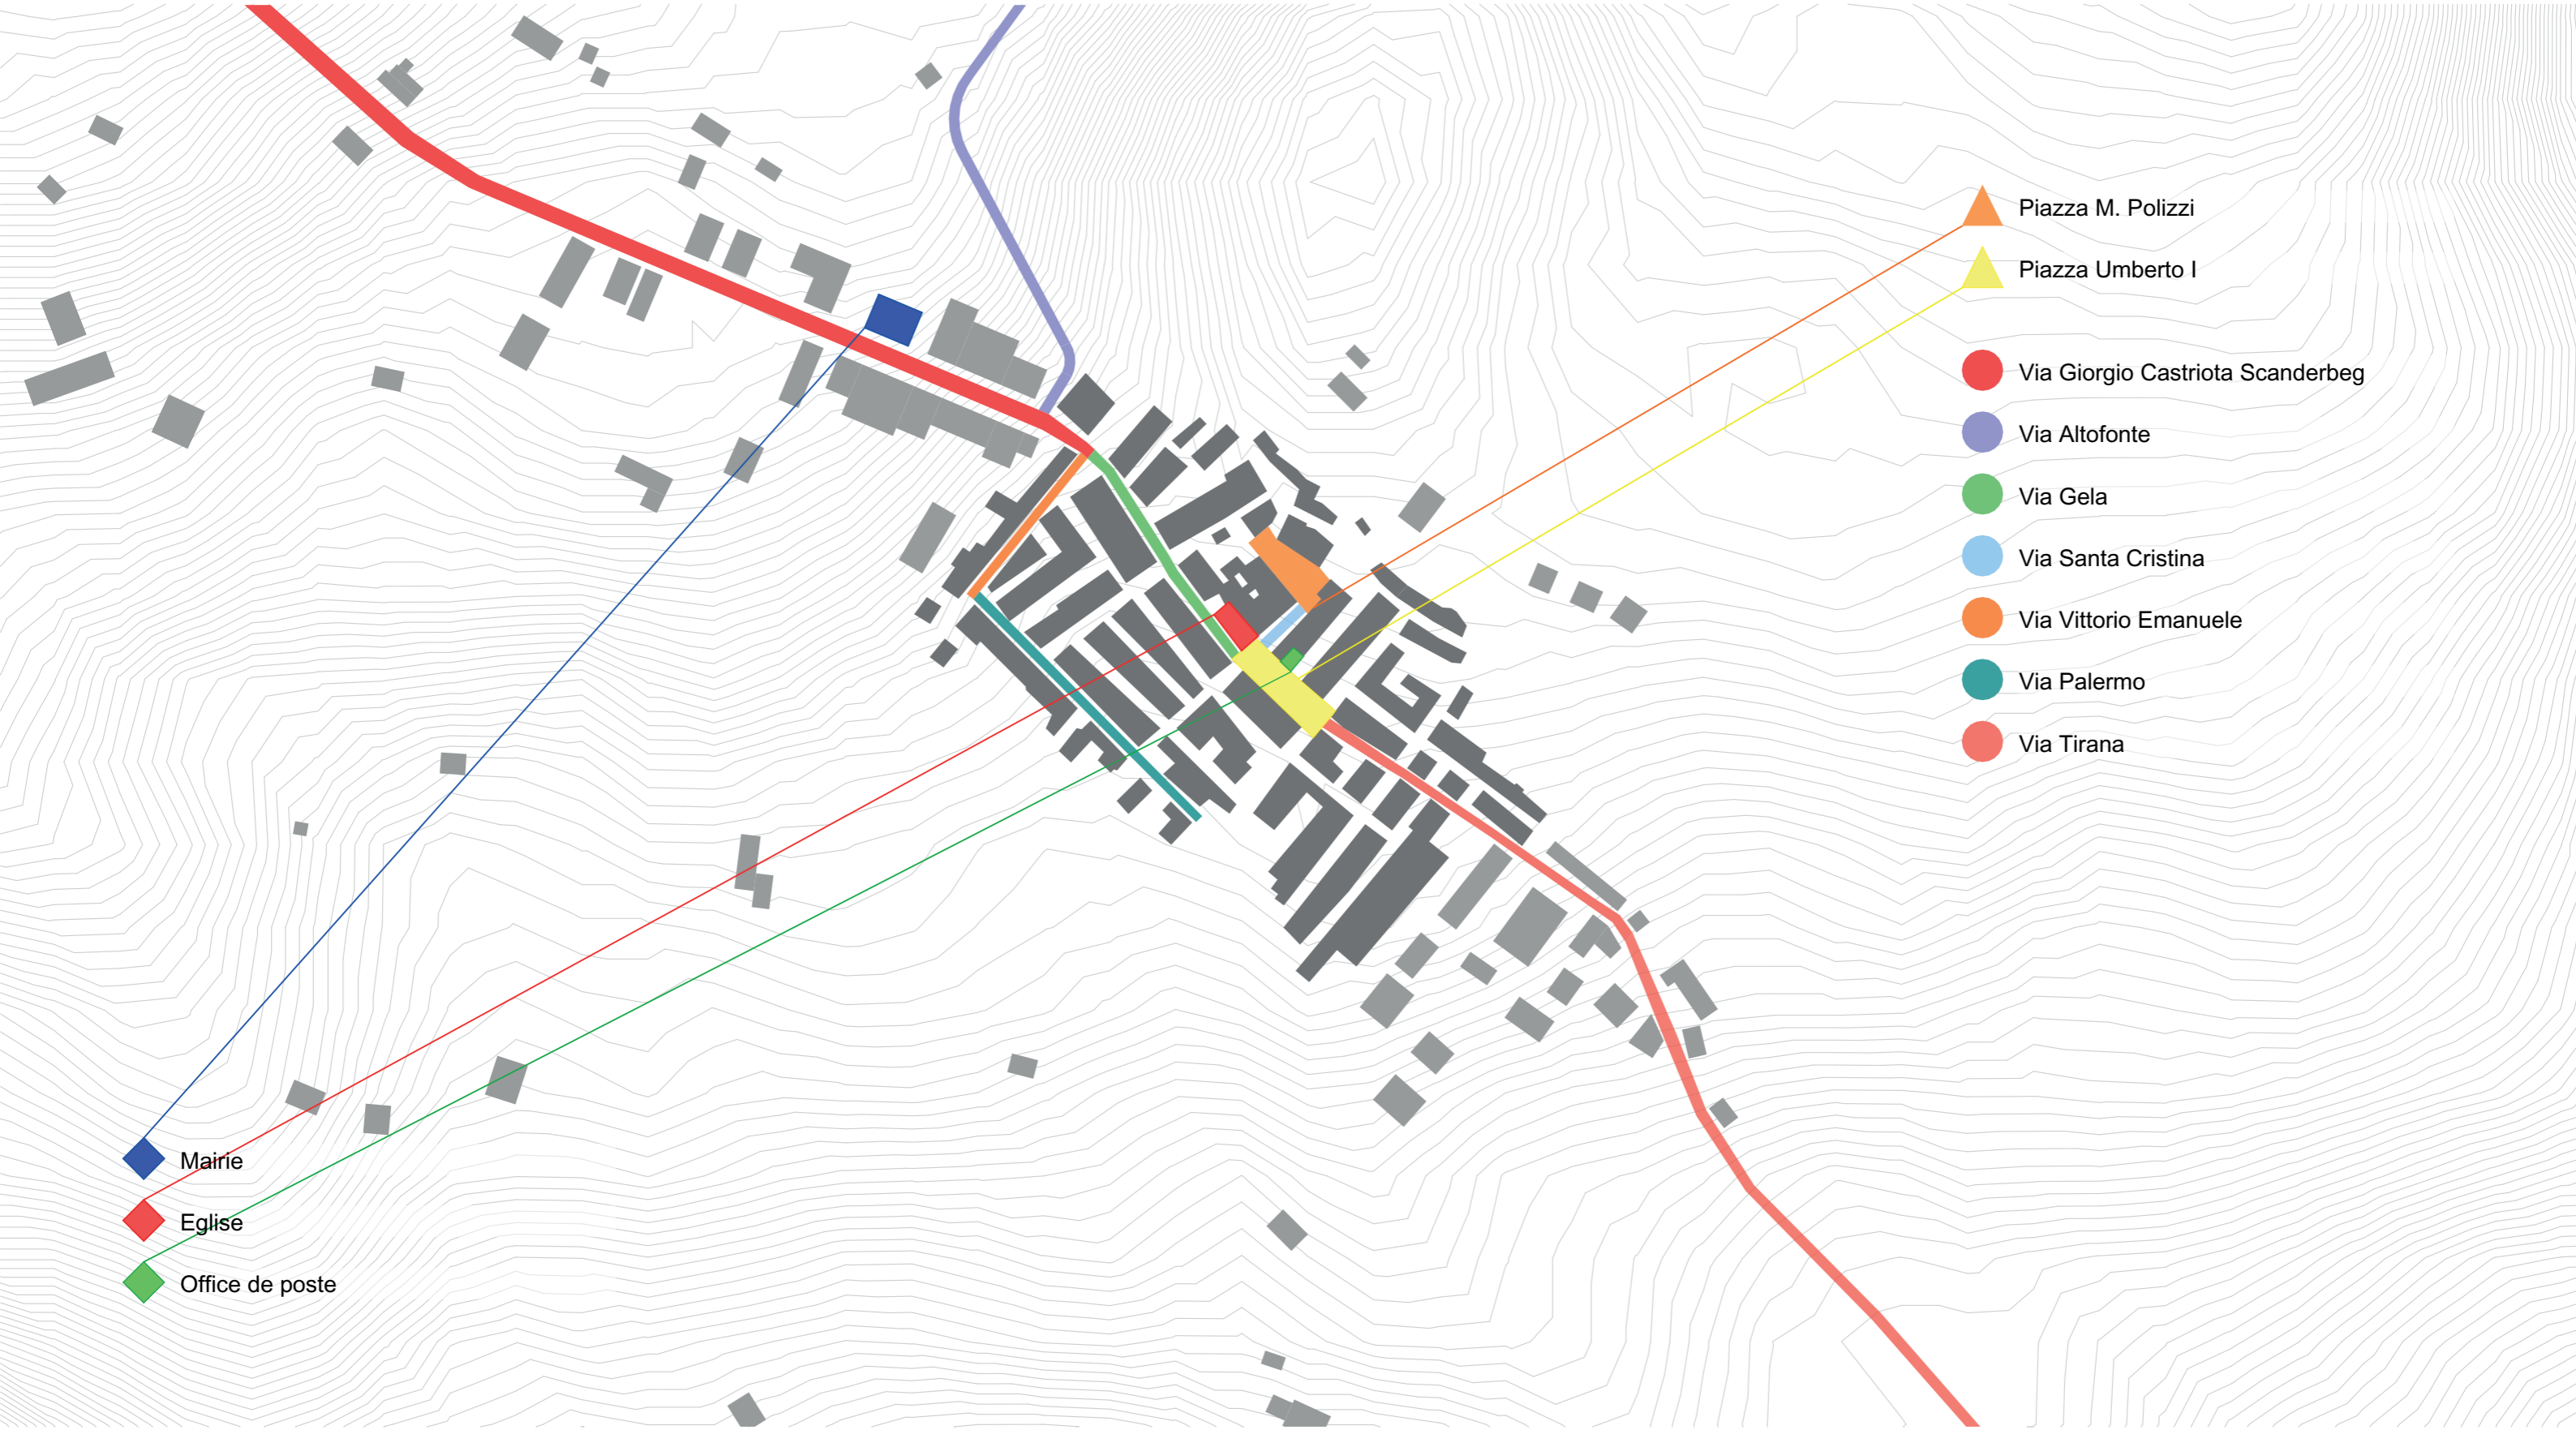 Piazza M. Polizzi
Piazza Umberto I
Via Giorgio Castriota Scanderbeg
Via Altofonte
Via Gela
Via Santa Cristina
Via Vittorio Emanuele
Via Palermo
Via Tirana
Mairie
Eglise
Office de poste